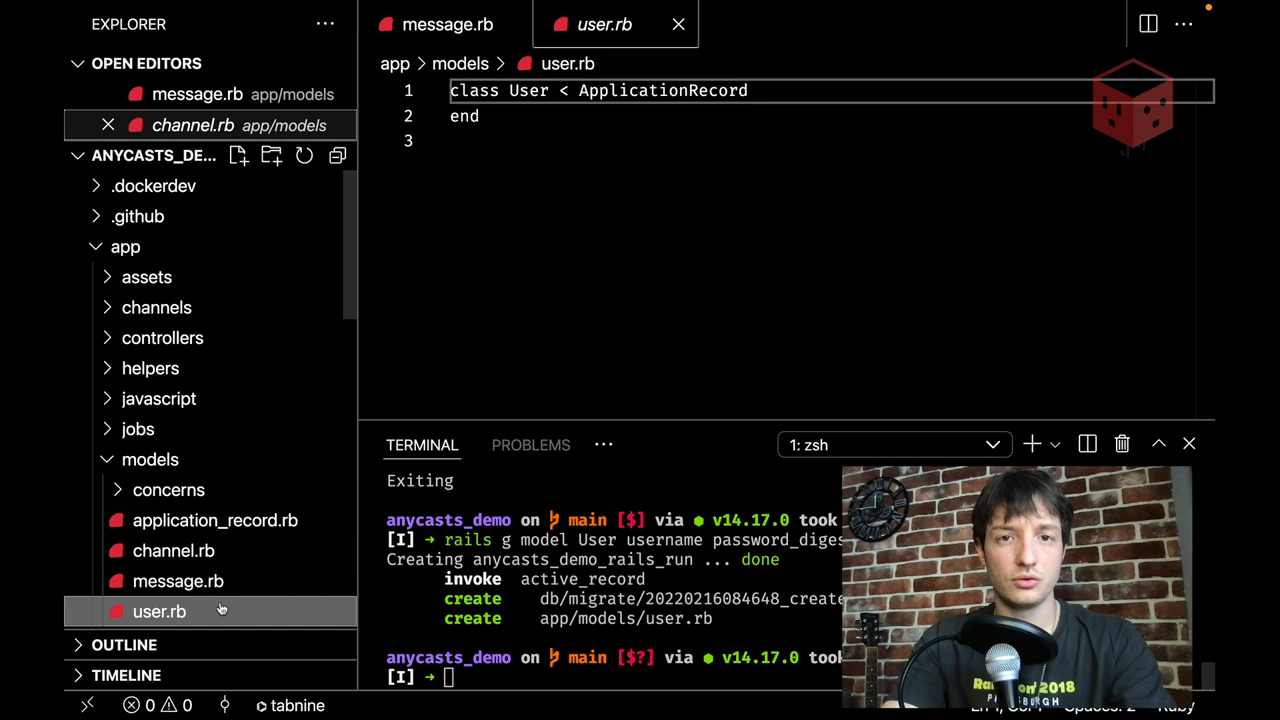 EXPLORER
OPEN EDITORS
message.rb app/models
channel.rb app/models
ANYCASTS_DE...
.dockerdev
.github
app
assets
channels
controllers
helpers
javascript
jobs
models
concerns
application_record.rb
channel.rb
message.rb
user.rb
OUTLINE
TIMELINE
0 0 tabnine
message.rb user.rb
app models user.rb
1 class User < ApplicationRecord
2 end
3
TERMINAL PROBLEMS 1: zsh
Exiting
anycasts_demo on main [$] via v14.17.0 took
[I] → rails g model User username password_diges
Creating anycasts_demo_rails_run ... done
invoke active_record
create db/migrate/20220216084648_create
create app/models/user.rb
anycasts_demo on main [$?] via v14.17.0 took
[I] →
2018
PITTSBURGH
Ruby